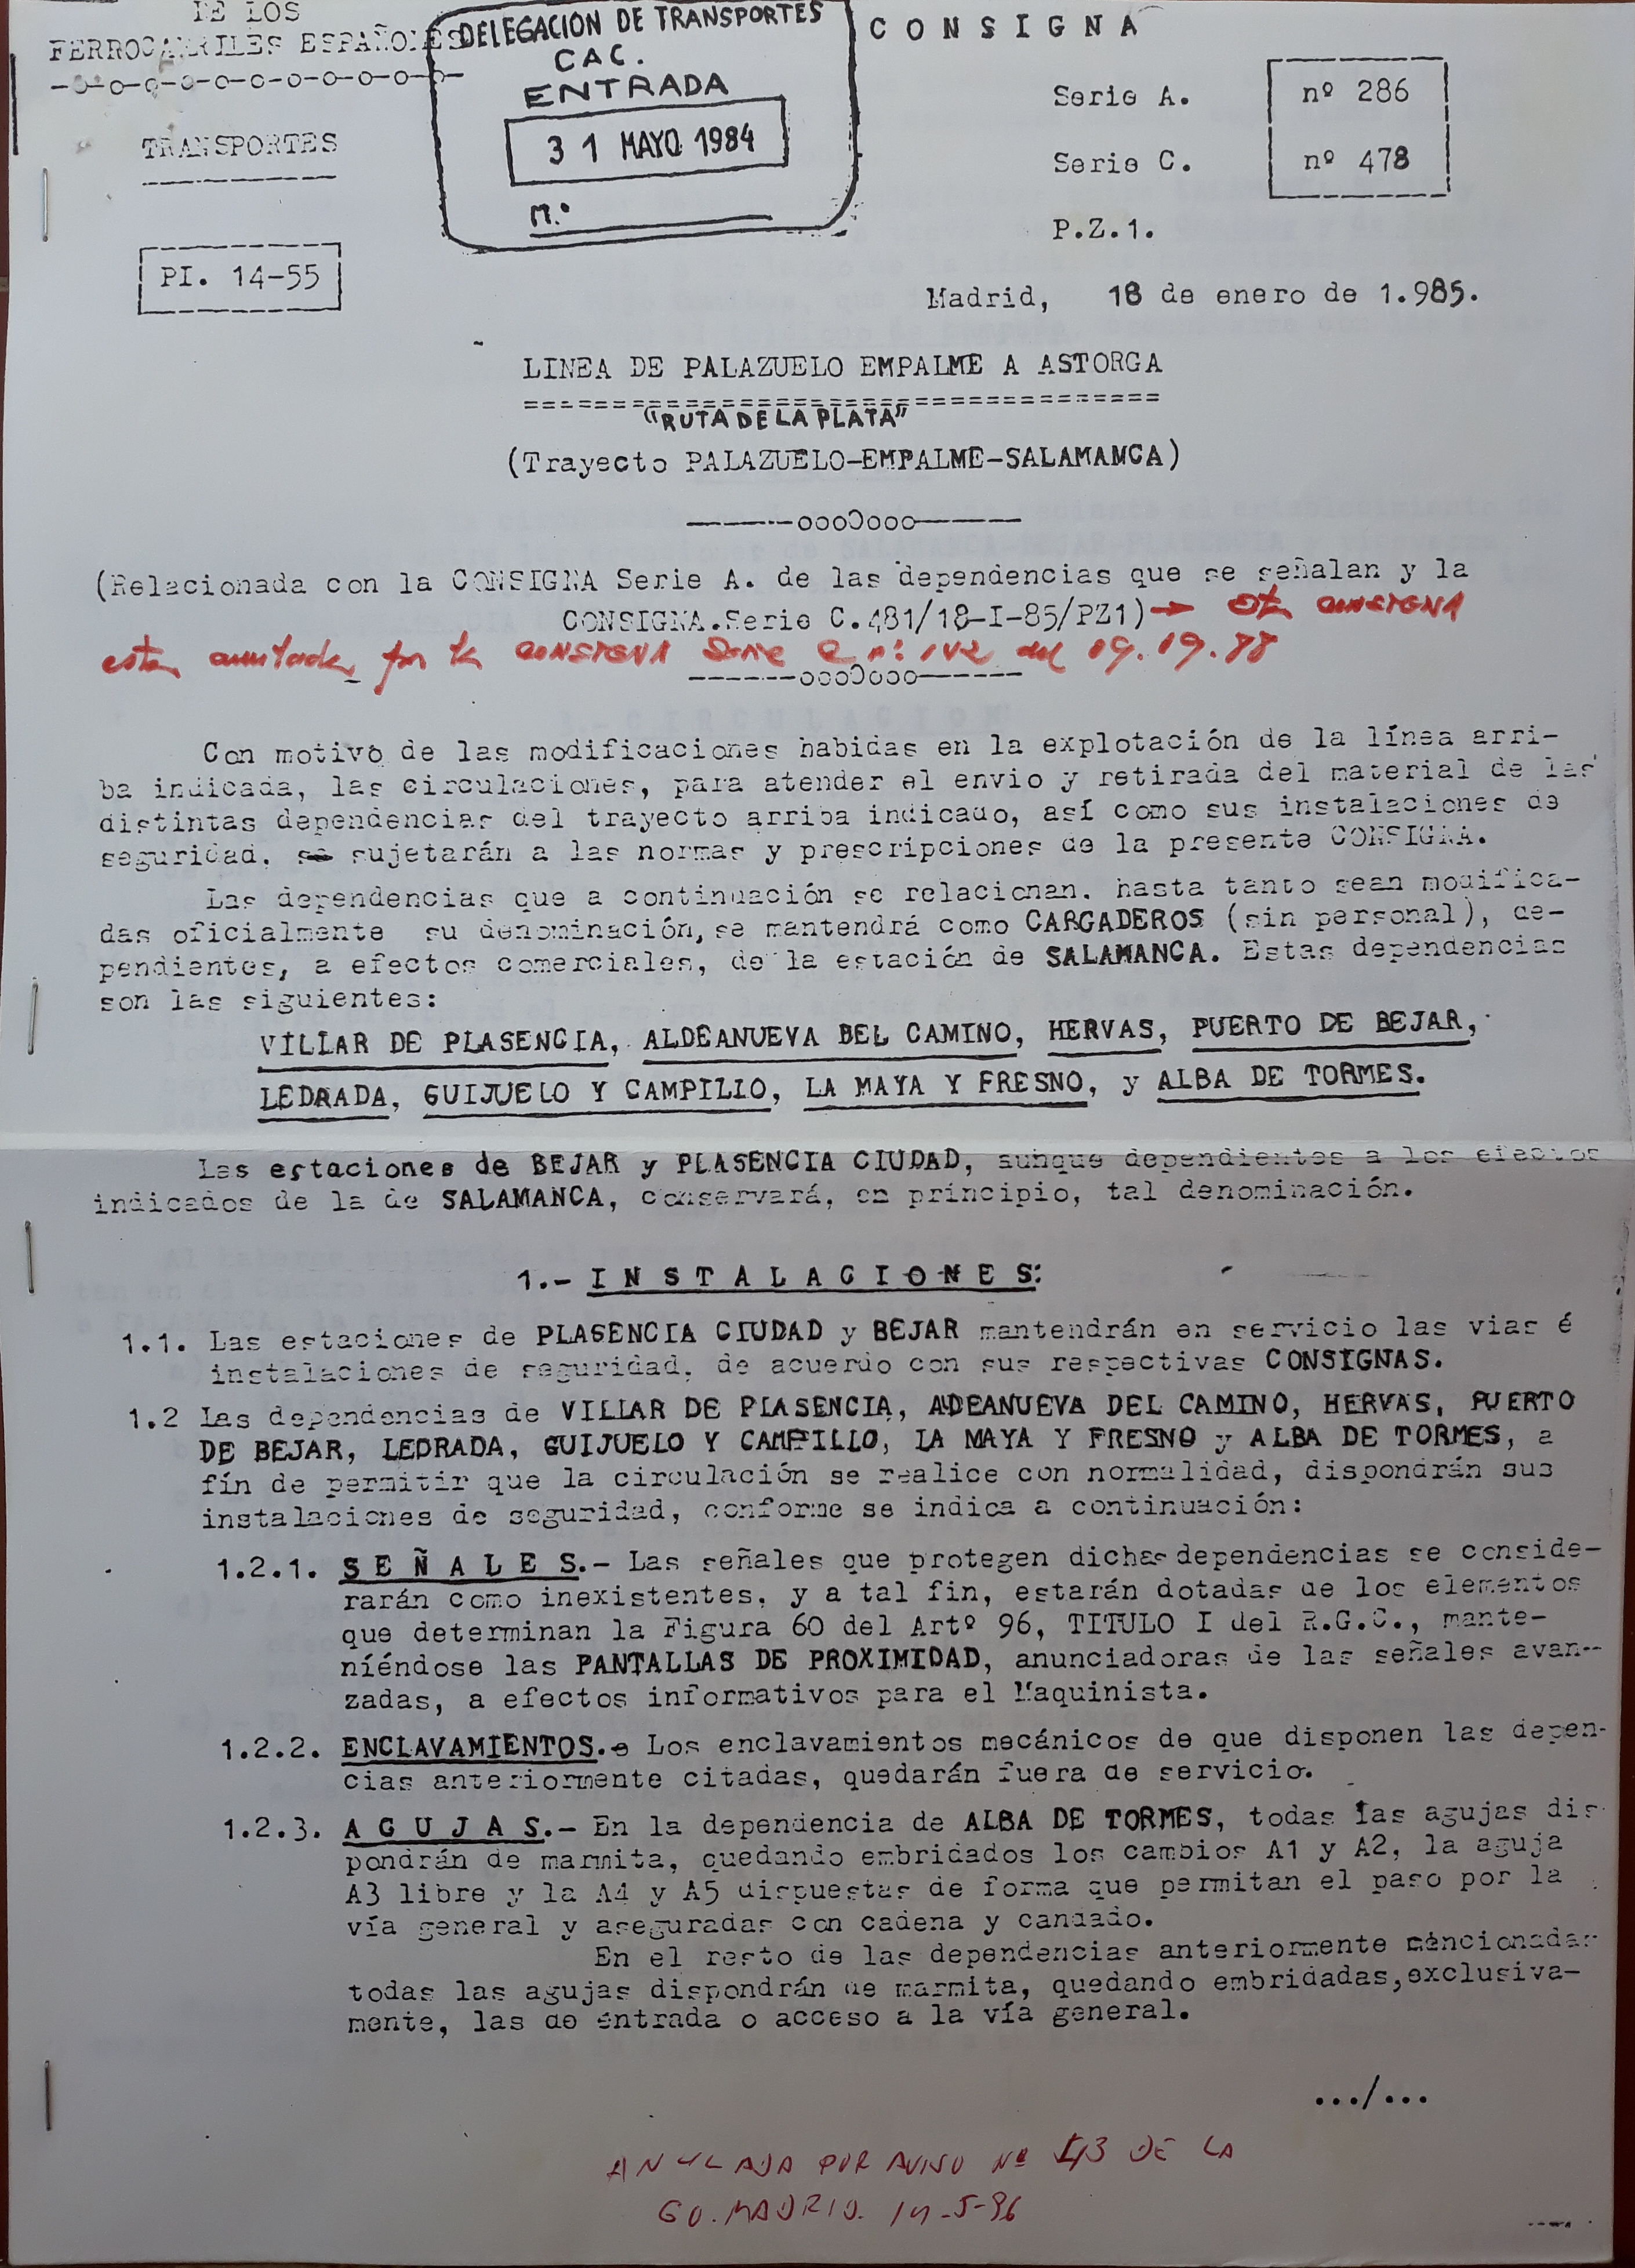 DE LOS
FERROCARRILES ESPAÑOLES
-o-o-o-o-o-o-o-o-o-o-o-
TRANSPORTES
PI. 14-55
DELEGACION DE TRANSPORTES
CAC.
ENTRADA
31 MAYO 1984
N.º
C O N S I G N A
Serie A. nº 286
Serie C. nº 478
P.Z.1.
Madrid, 18 de enero de 1.985.
LINEA DE PALAZUELO EMPALME A ASTORGA
====================================
"RUTA DE LA PLATA"
(Trayecto PALAZUELO-EMPALME-SALAMANCA)
-------oooOooo-------
(Relacionada con la CONSIGNA Serie A. de las dependencias que se señalan y la
CONSIGNA.Serie C.481/18-I-85/PZ1) → esta CONSIGNA
esta anulada por la CONSIGNA Serie C nº 142 del
-------oooOooo-------
Con motivo de las modificaciones habidas en la explotación de la línea arri-
ba indicada, las circulaciones, para atender el envio y retirada del material de las
distintas dependencias del trayecto arriba indicado, así como sus instalaciones de
seguridad, se sujetarán a las normas y prescripciones de la presente CONSIGNA.
Las dependencias que a continuación se relacionan, hasta tanto sean modifica-
das oficialmente su denominación, se mantendrá como CARGADEROS (sin personal), de-
pendientes, a efectos comerciales, de la estación de SALAMANCA. Estas dependencias
son las siguientes:
VILLAR DE PLASENCIA, ALDEANUEVA BEL CAMINO, HERVAS, PUERTO DE BEJAR,
LEDRADA, GUIJUELO Y CAMPILLO, LA MAYA Y FRESNO, y ALBA DE TORMES.
Las estaciones de BEJAR y PLASENCIA CIUDAD, aunque dependientes a los efectos
indicados de la de SALAMANCA, conservará, en principio, tal denominación.
1.- I N S T A L A C I O N E S:
1.1. Las estaciones de PLASENCIA CIUDAD y BEJAR mantendrán en servicio las vias é
instalaciones de seguridad, de acuerdo con sus respectivas CONSIGNAS.
1.2 Las dependencias de VILLAR DE PLASENCIA, ADEANUEVA DEL CAMINO, HERVAS, PUERTO
DE BEJAR, LEDRADA, GUIJUELO Y CAMPILLO, LA MAYA Y FRESNO y ALBA DE TORMES, a
fín de permitir que la circulación se realice con normalidad, dispondrán sus
instalaciones de seguridad, conforme se indica a continuación:
1.2.1. S E Ñ A L E S.- Las señales que protegen dichas dependencias se conside-
rarán como inexistentes, y a tal fin, estarán dotadas de los elementos
que determinan la Figura 60 del Artº 96, TITULO I del R.G.C., mante-
niéndose las PANTALLAS DE PROXIMIDAD, anunciadoras de las señales avan--
zadas, a efectos informativos para el Maquinista.
1.2.2. ENCLAVAMIENTOS.- Los enclavamientos mecánicos de que disponen las depen-
cias anteriormente citadas, quedarán fuera de servicio.
1.2.3. A G U J A S.- En la dependencia de ALBA DE TORMES, todas las agujas dis-
pondrán de marmita, quedando embridados los cambios A1 y A2, la aguja
A3 libre y la A4 y A5 dispuestas de forma que permitan el paso por la
vía general y aseguradas con cadena y candado.
En el resto de las dependencias anteriormente mencionadas
todas las agujas dispondrán de marmita, quedando embridadas, exclusiva-
mente, las de entrada o acceso a la vía general.
.../...
ANULADA POR AVISO Nº 43 DE LA
GO. MADRID. 14-5-96